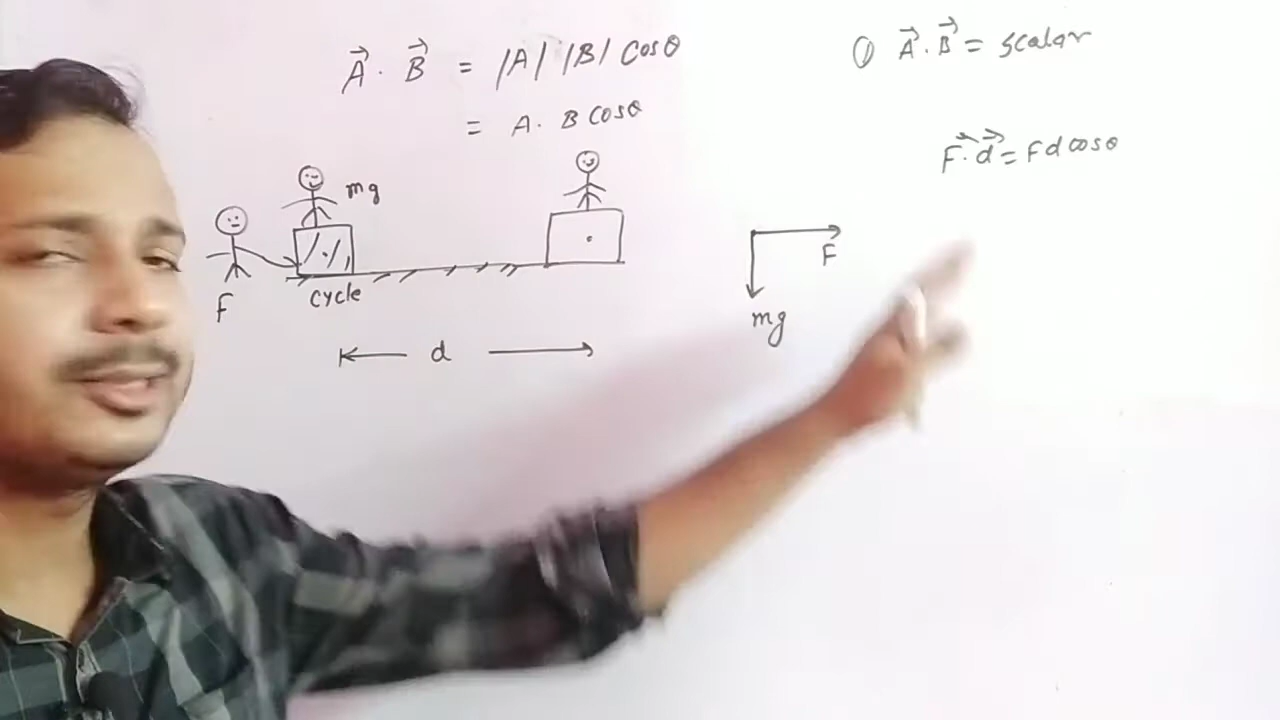 A⃗ . B⃗ = |A| |B| Cosθ
= A. B Cosθ
mg
F
cycle
d
① A⃗ . B⃗ = scalar
F⃗ . d⃗ = Fd cosθ
F
mg